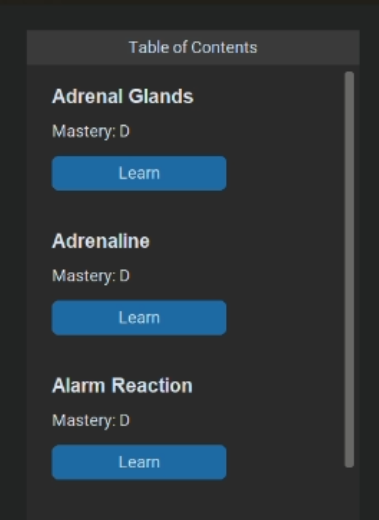 Table of Contents
Adrenal Glands
Mastery: D
Learn
Adrenaline
Mastery: D
Learn
Alarm Reaction
Mastery: D
Learn